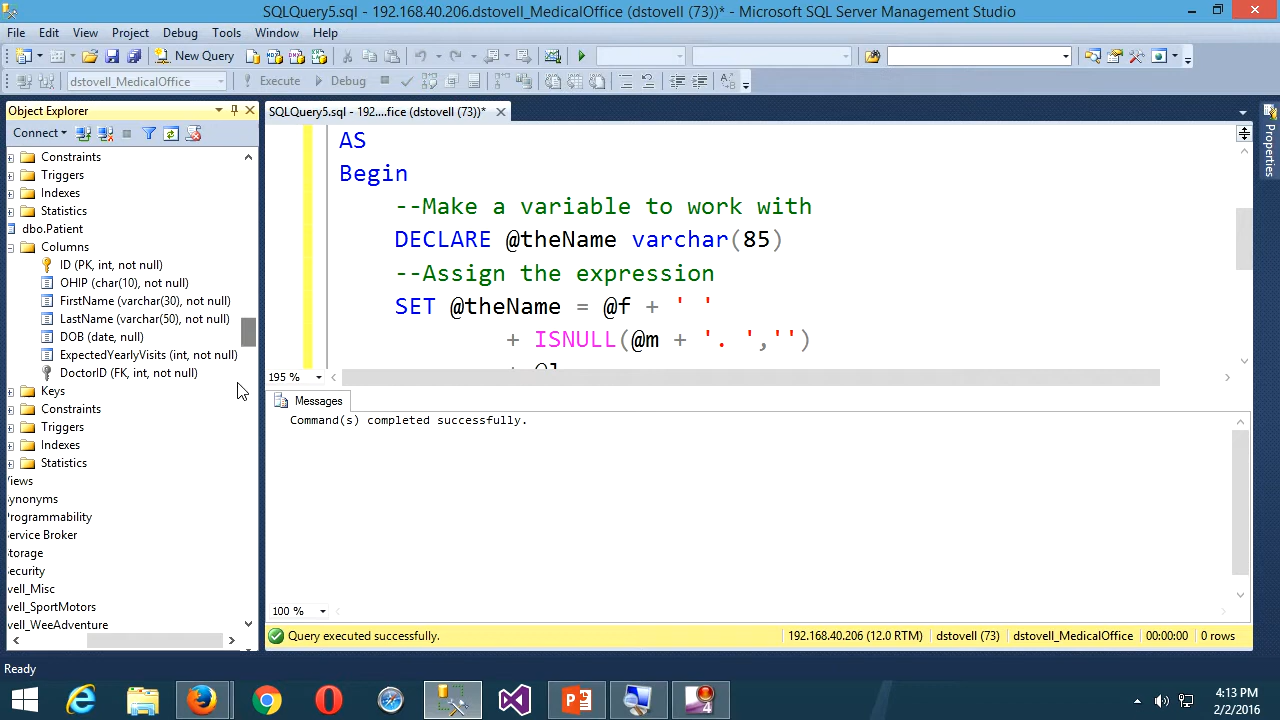 SQLQuery5.sql - 192.168.40.206.dstovell_MedicalOffice (dstovell (73))* - Microsoft SQL Server Management Studio
File Edit View Project Debug Tools Window Help
New Query
dstovell_MedicalOffice Execute Debug
Object Explorer
Connect
Constraints
Triggers
Indexes
Statistics
dbo.Patient
Columns
ID (PK, int, not null)
OHIP (char(10), not null)
FirstName (varchar(30), not null)
LastName (varchar(50), not null)
DOB (date, null)
ExpectedYearlyVisits (int, not null)
DoctorID (FK, int, not null)
Keys
Constraints
Triggers
Indexes
Statistics
iews
ynonyms
rogrammability
ervice Broker
torage
ecurity
vell_Misc
vell_SportMotors
vell_WeeAdventure
SQLQuery5.sql - 192....fice (dstovell (73))*
AS
Begin
--Make a variable to work with
DECLARE @theName varchar(85)
--Assign the expression
SET @theName = @f + ' '
+ ISNULL(@m + '. ','')
195 %
Messages
Command(s) completed successfully.
100 %
Query executed successfully. 192.168.40.206 (12.0 RTM) dstovell (73) dstovell_MedicalOffice 00:00:00 0 rows
Properties
Ready
4:13 PM
2/2/2016